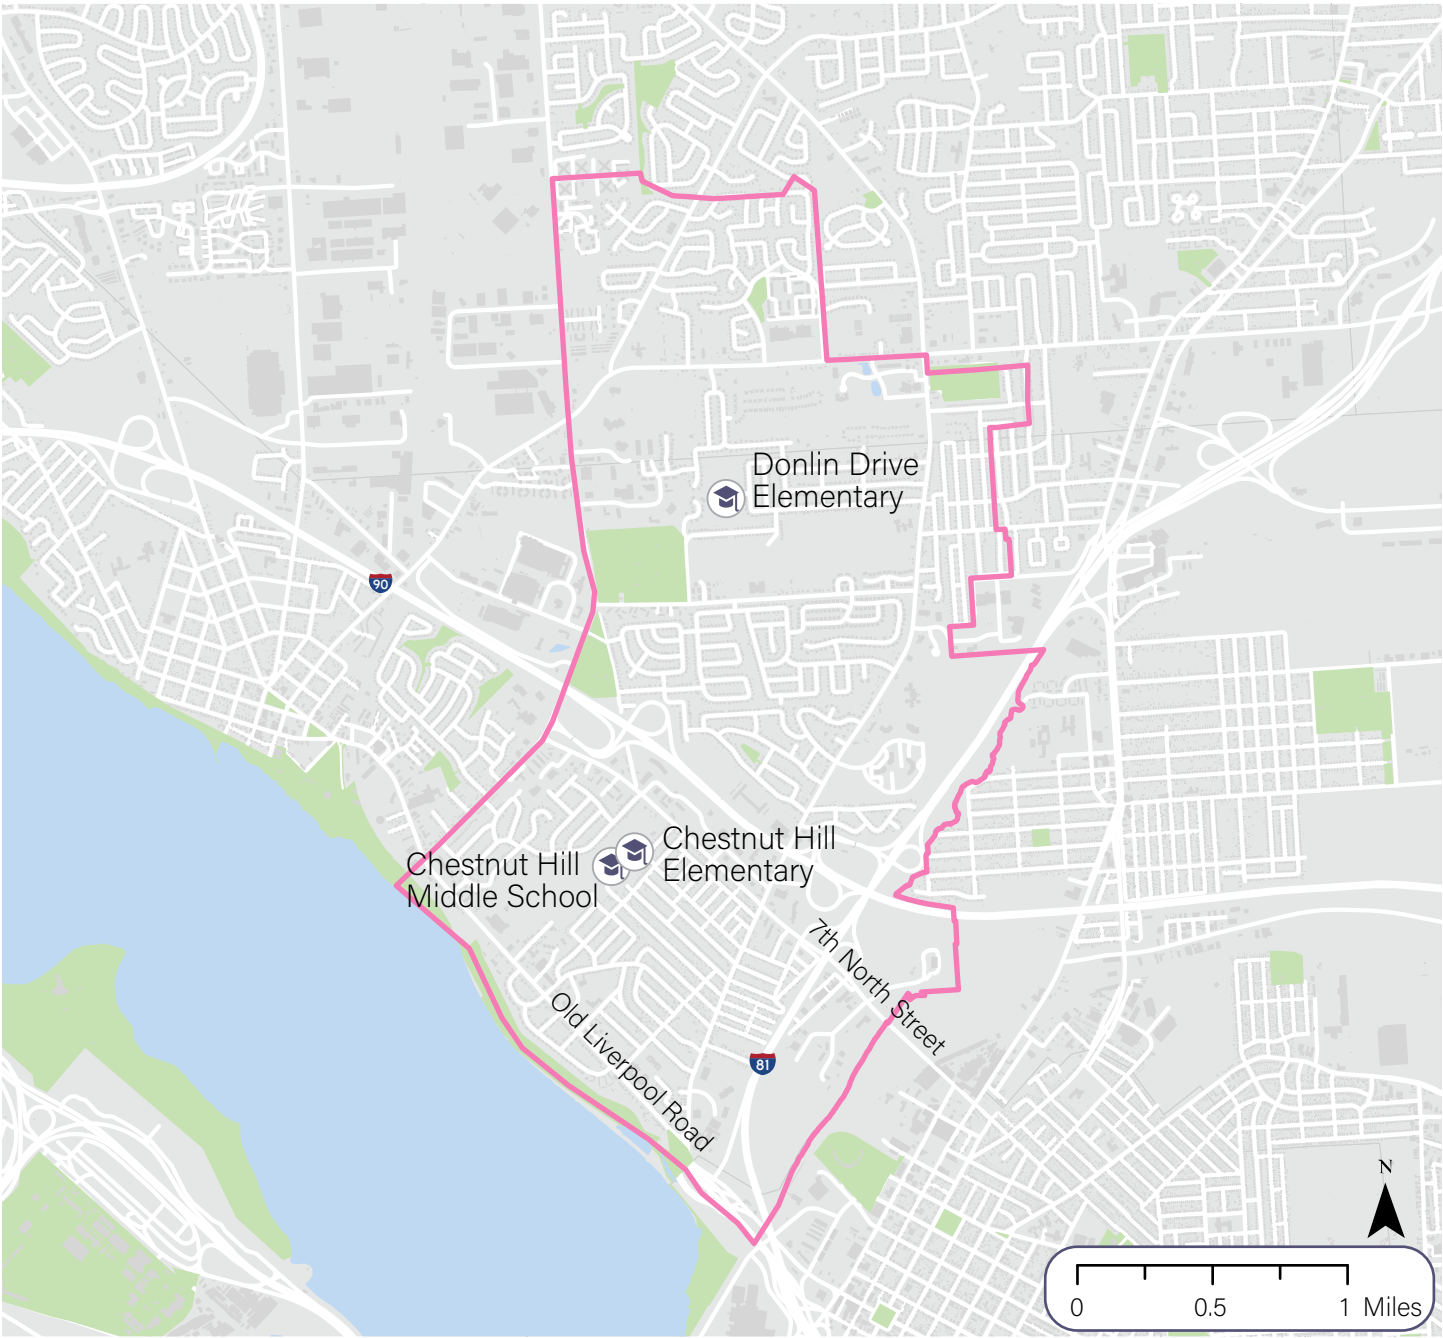 Donlin Drive
Elementary
90
Chestnut Hill
Elementary
Chestnut Hill
Middle School
7th North Street
Old Liverpool Road
81
N
0 0.5 1 Miles